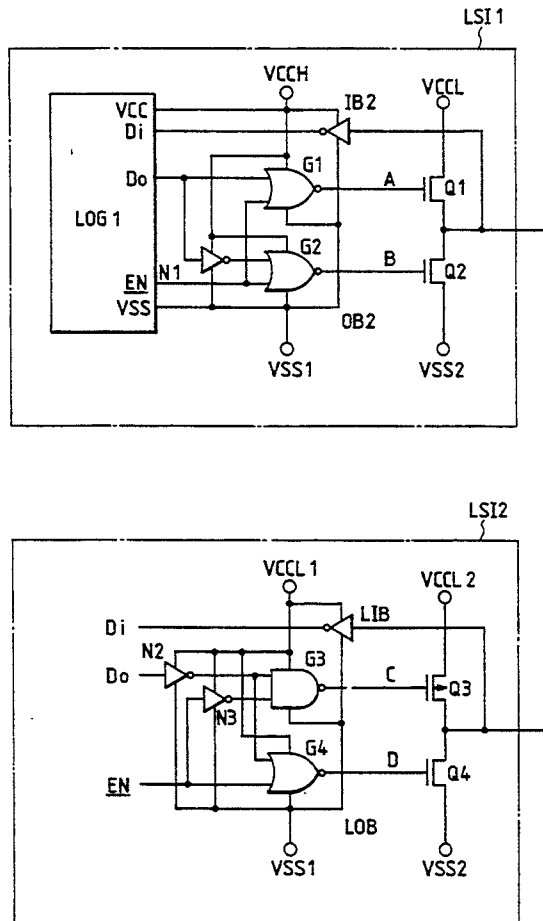 LSI 1
VCCH
VCCL
VCC
IB2
Di
G1
Do
A
Q1
LOG 1
G2
N1
B
EN
Q2
VSS
OB2
VSS1
VSS2
LSI2
VCCL 1
VCCL 2
Di
LIB
N2
G3
Do
C
Q3
N3
G4
D
Q4
EN
LOB
VSS1
VSS2